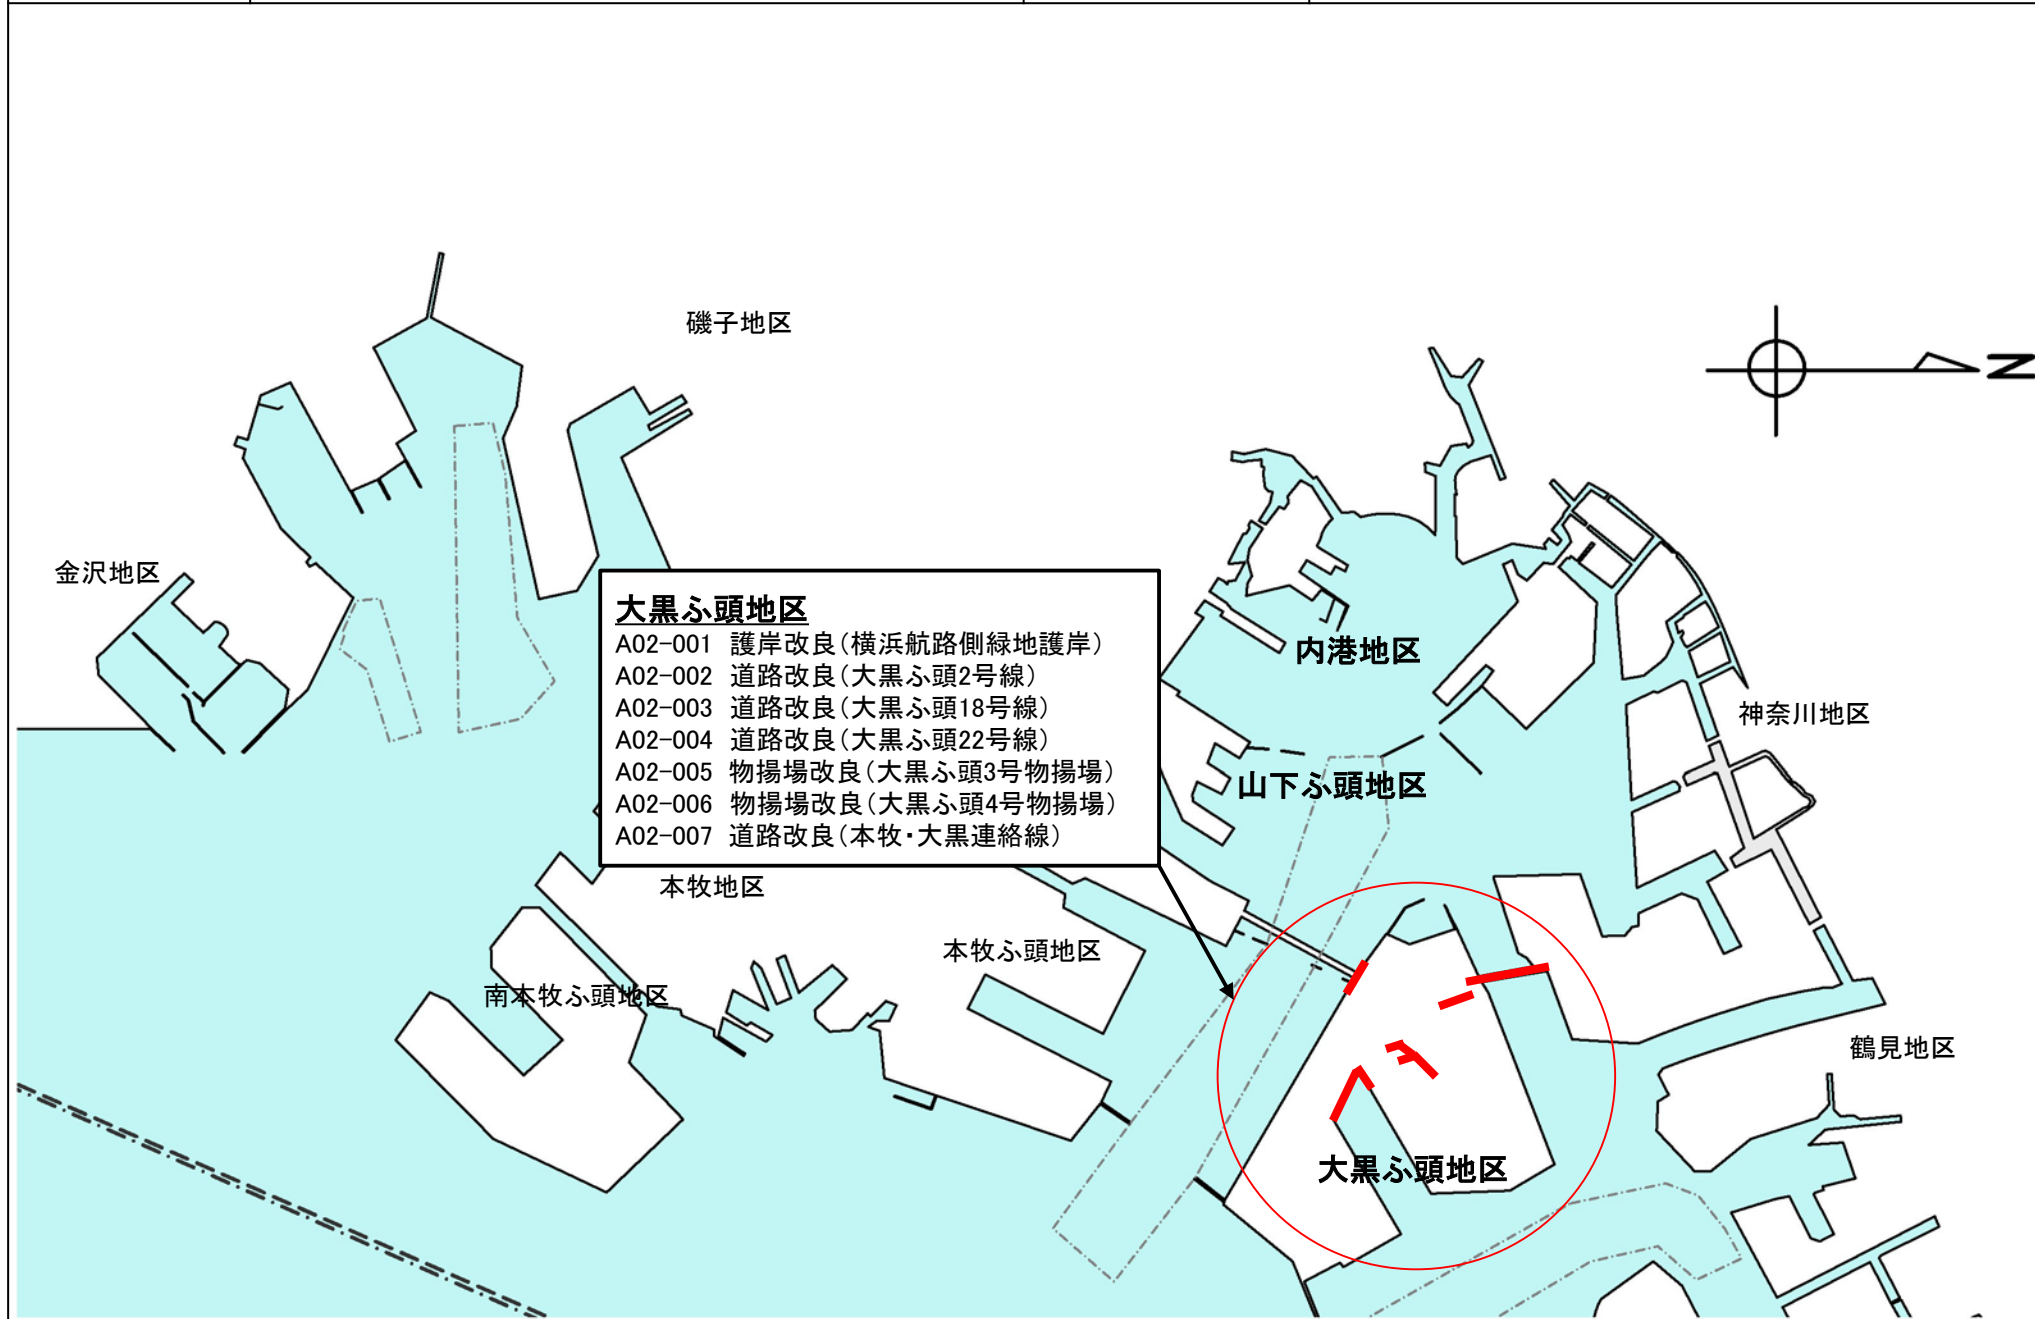 磯子地区
N
金沢地区
大黒ふ頭地区
A02-001 護岸改良(横浜航路側緑地護岸)
A02-002 道路改良(大黒ふ頭2号線)
A02-003 道路改良(大黒ふ頭18号線)
A02-004 道路改良(大黒ふ頭22号線)
A02-005 物揚場改良(大黒ふ頭3号物揚場)
A02-006 物揚場改良(大黒ふ頭4号物揚場)
A02-007 道路改良(本牧・大黒連絡線)
内港地区
神奈川地区
山下ふ頭地区
本牧地区
本牧ふ頭地区
南本牧ふ頭地区
鶴見地区
大黒ふ頭地区